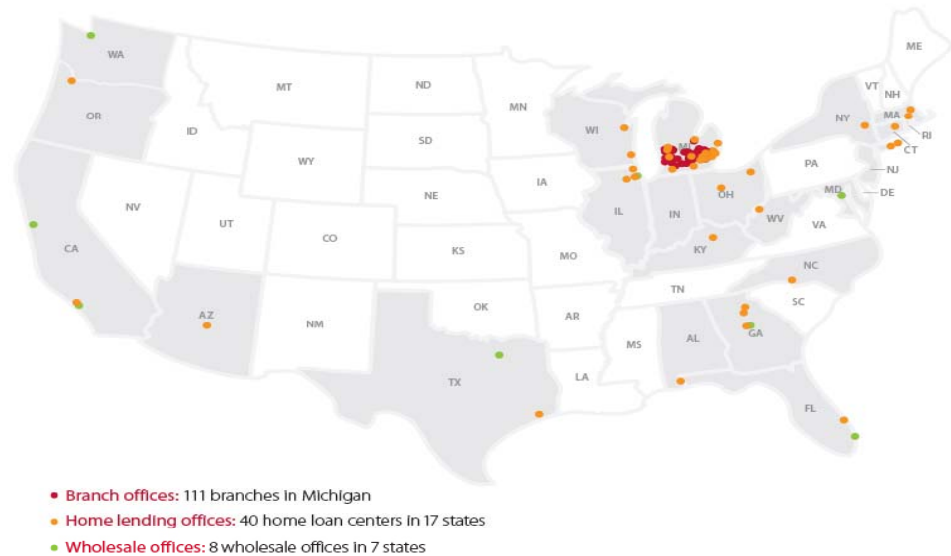 WA
ME
MT
ND
VT
MN
NH
OR
ID
SD
WI
NY
MA
MI
RI
WY
CT
IA
PA
NE
NJ
NV
OH
MD
DE
UT
IL
IN
WV
CA
CO
VA
KS
MO
KY
NC
TN
OK
AZ
SC
NM
AR
GA
MS
AL
LA
TX
FL
Branch offices: 111 branches in Michigan
Home lending offices: 40 home loan centers in 17 states
Wholesale offices: 8 wholesale offices in 7 states